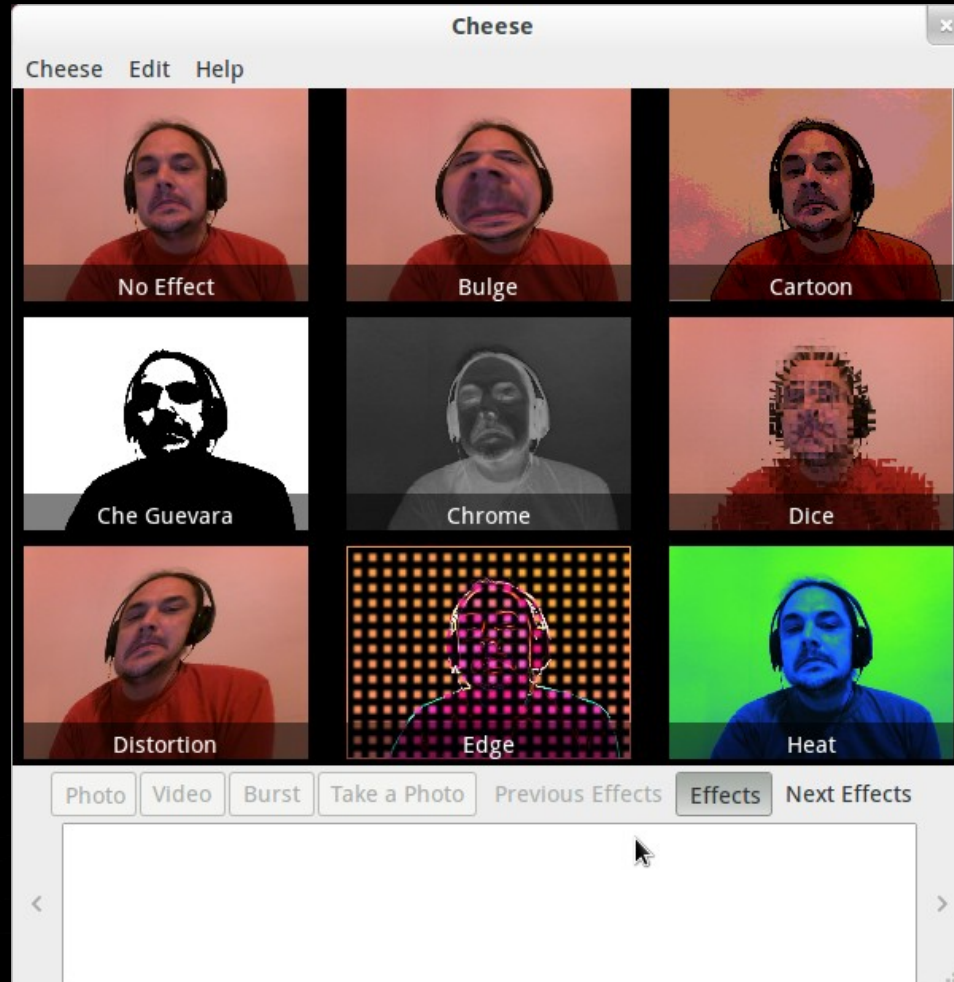 Cheese
Cheese Edit Help
No Effect Bulge Cartoon
Che Guevara Chrome Dice
Distortion Edge Heat
Photo Video Burst Take a Photo Previous Effects Effects Next Effects